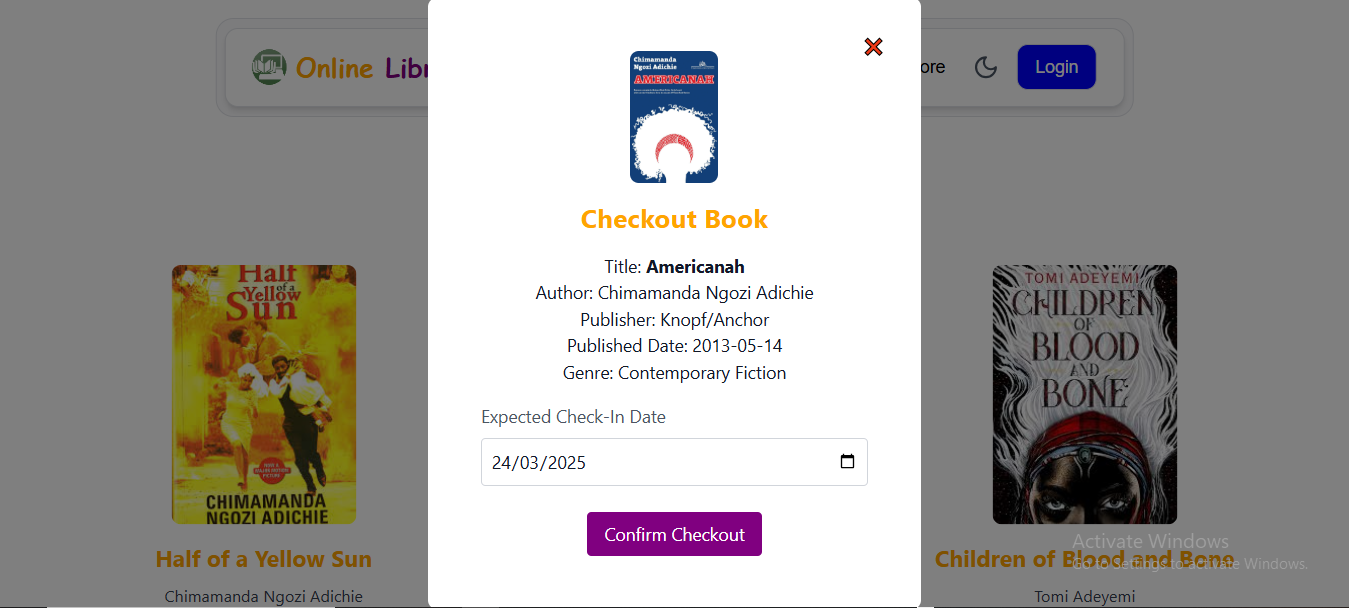 Online Libr
ore
Login
Chimamanda
Ngozi Adichie
AMERICANAH
Checkout Book
Title: Americanah
Author: Chimamanda Ngozi Adichie
Publisher: Knopf/Anchor
Published Date: 2013-05-14
Genre: Contemporary Fiction
Expected Check-In Date
24/03/2025
Confirm Checkout
Half
of a
Yellow
Sun
CHIMAMANDA
NGOZI ADICHIE
Half of a Yellow Sun
Chimamanda Ngozi Adichie
TOMI ADEYEMI
CHILDREN
OF
BLOOD
AND
BONE
Children of Blood and Bone
Tomi Adeyemi
Activate Windows
Go to Settings to activate Windows.